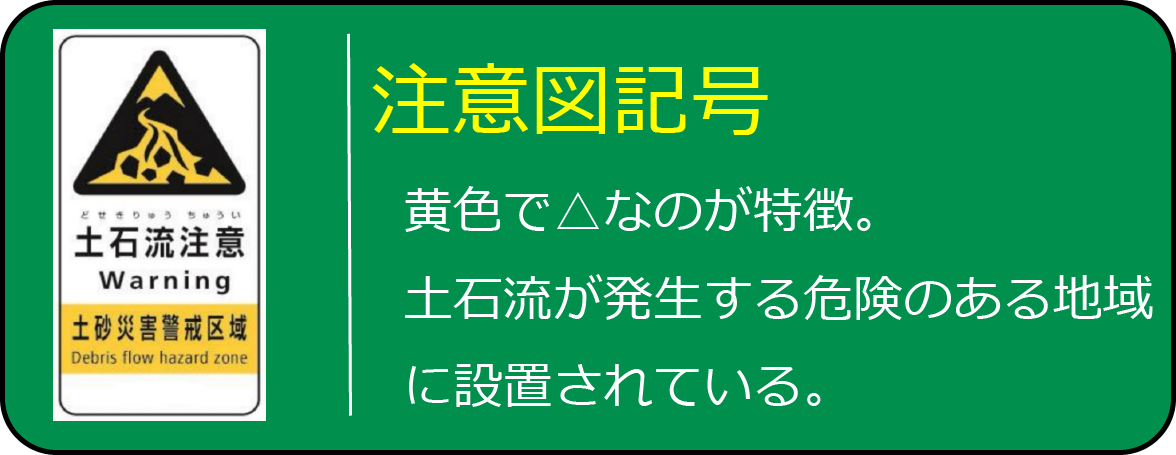 どせきりゅう ちゅうい
土石流注意
Warning
土砂災害警戒区域
Debris flow hazard zone
注意図記号
黄色で△なのが特徴。
土石流が発生する危険のある地域
に設置されている。